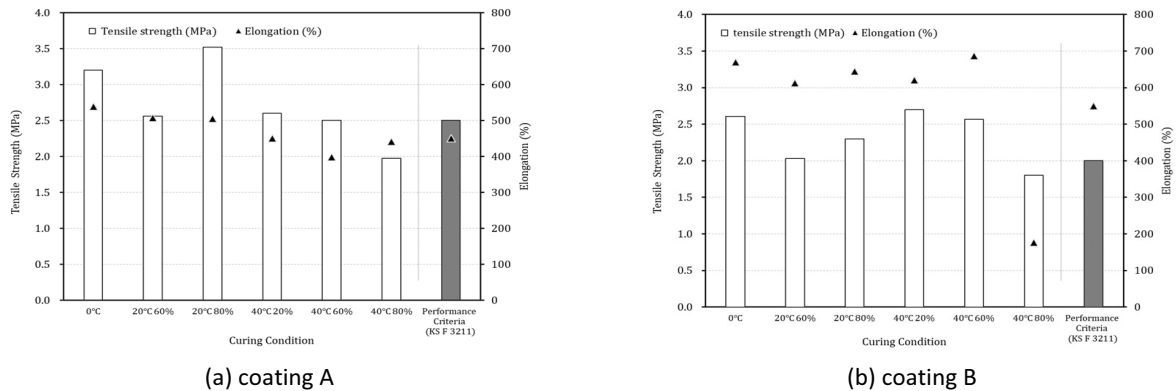 4.0
3.5
3.0
2.5
2.0
1.5
1.0
0.5
0.0
Tensile Strength (MPa)
Tensile strength (MPa) Elongation (%)
800
700
600
500
400
300
200
100
0
Elongation (%)
0°C 20°C 60% 20°C 80% 40°C 20% 40°C 60% 40°C 80% Performance
Criteria
(KS F 3211)
Curing Condition
(a) coating A
4.0
3.5
3.0
2.5
2.0
1.5
1.0
0.5
0.0
Tensile Strength (MPa)
tensile strength (MPa) Elongation (%)
800
700
600
500
400
300
200
100
0
Elongation (%)
0°C 20°C 60% 20°C 80% 40°C 20% 40°C 60% 40°C 80% Performance
Criteria
(KS F 3211)
Curing Condition
(b) coating B